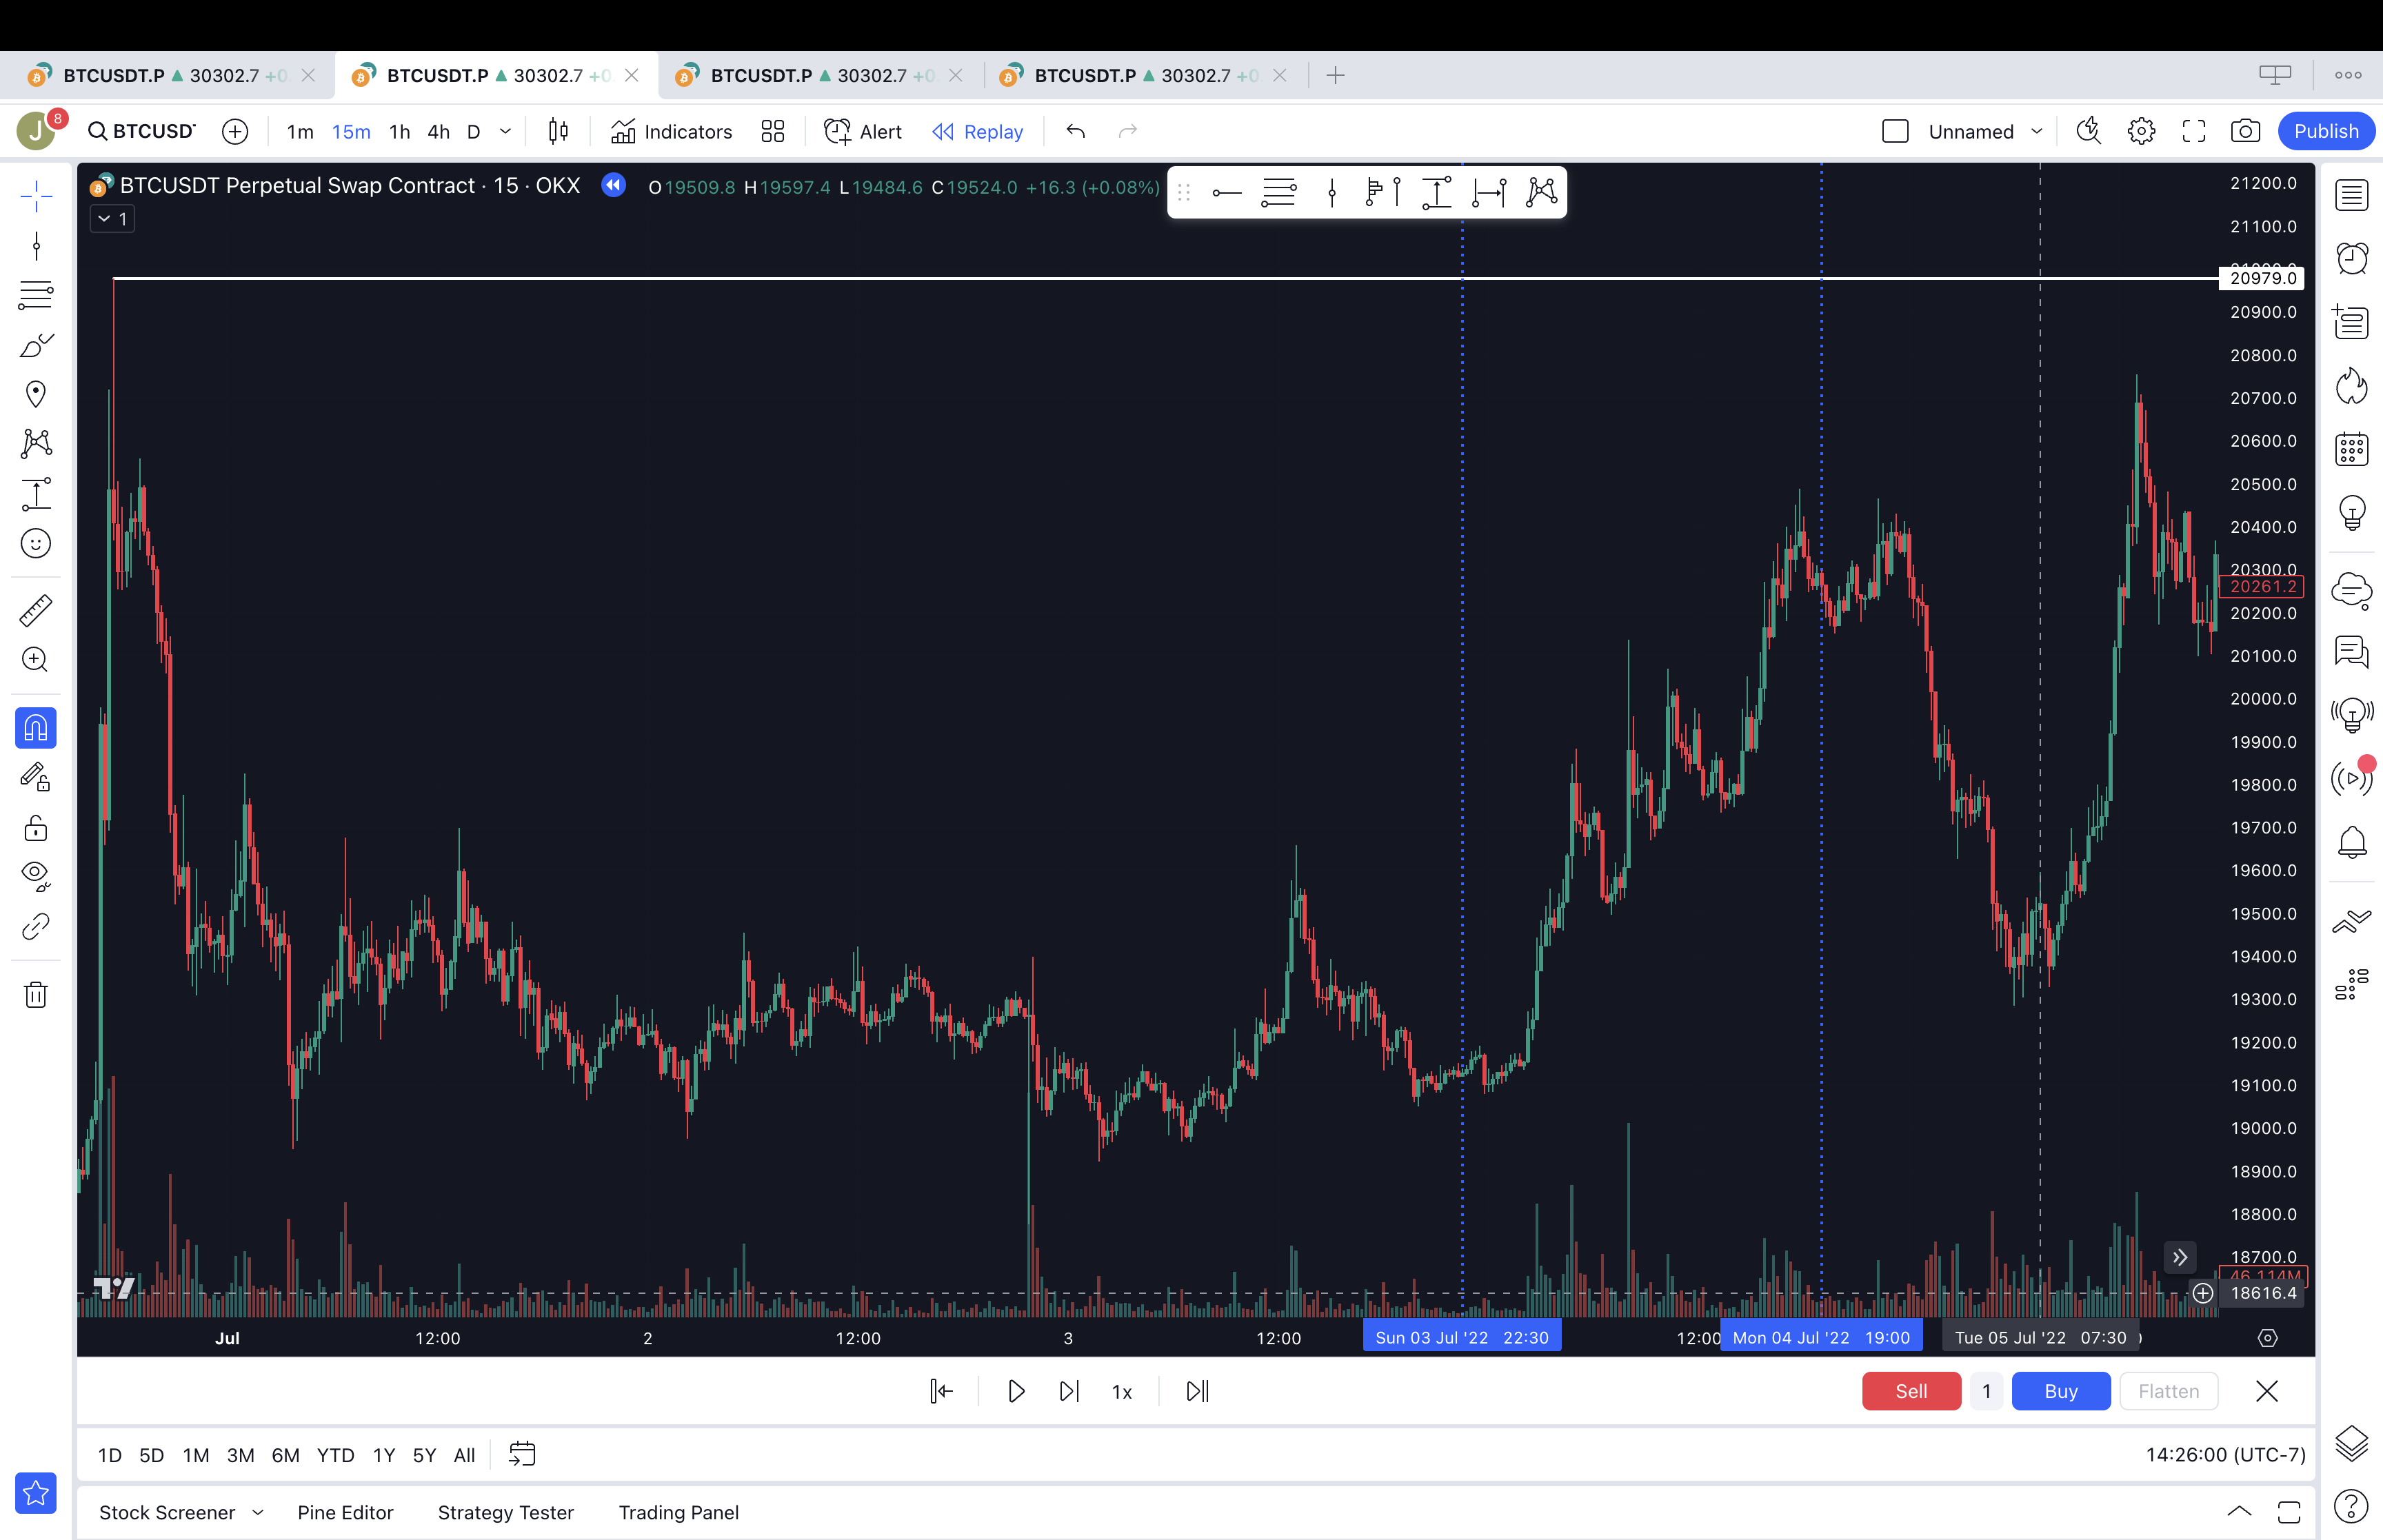 BTCUSDT.P 30302.7 +0
BTCUSDT.P 30302.7 +0
BTCUSDT.P 30302.7 +0
BTCUSDT.P 30302.7 +0
J 8 BTCUSD 1m 15m 1h 4h D Indicators Alert Replay Unnamed Publish
BTCUSDT Perpetual Swap Contract · 15 · OKX O19509.8 H19597.4 L19484.6 C19524.0 +16.3 (+0.08%)
1
21200.0
21100.0
20979.0
20900.0
20800.0
20700.0
20600.0
20500.0
20400.0
20300.0
20261.2
20200.0
20100.0
20000.0
19900.0
19800.0
19700.0
19600.0
19500.0
19400.0
19300.0
19200.0
19100.0
19000.0
18900.0
18800.0
18700.0
46.114M
18616.4
Jul 12:00 2 12:00 3 12:00 Sun 03 Jul '22 22:30 12:00 Mon 04 Jul '22 19:00 Tue 05 Jul '22 07:30
1x Sell 1 Buy Flatten
1D 5D 1M 3M 6M YTD 1Y 5Y All 14:26:00 (UTC-7)
Stock Screener Pine Editor Strategy Tester Trading Panel